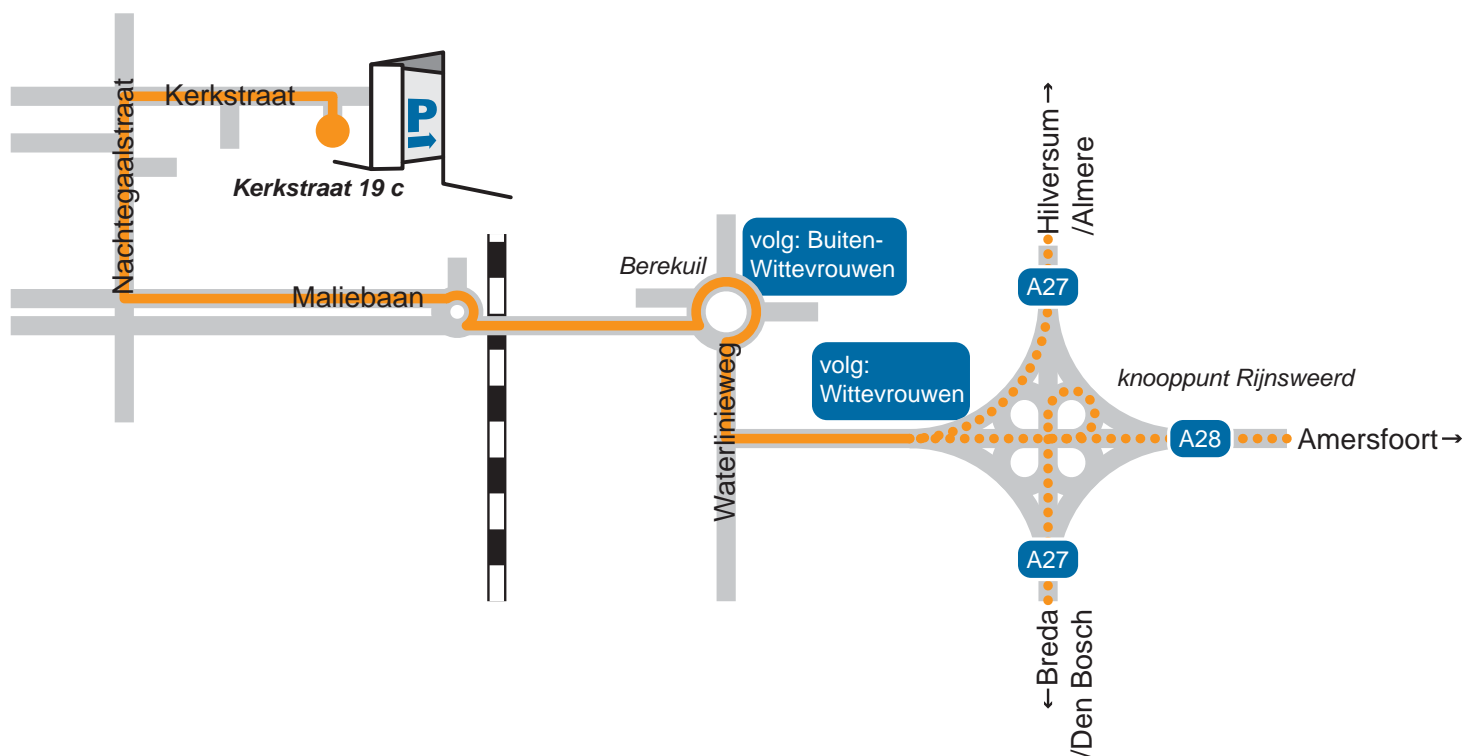 Kerkstraat
P
Nachtegaalstraat
Kerkstraat 19 c
Hilversum→
/Almere
volg: Buiten-
Wittevrouwen
Berekuil
Maliebaan
A27
volg:
Wittevrouwen
knooppunt Rijnsweerd
Waterlinieweg
A28
Amersfoort→
A27
←Breda
/Den Bosch